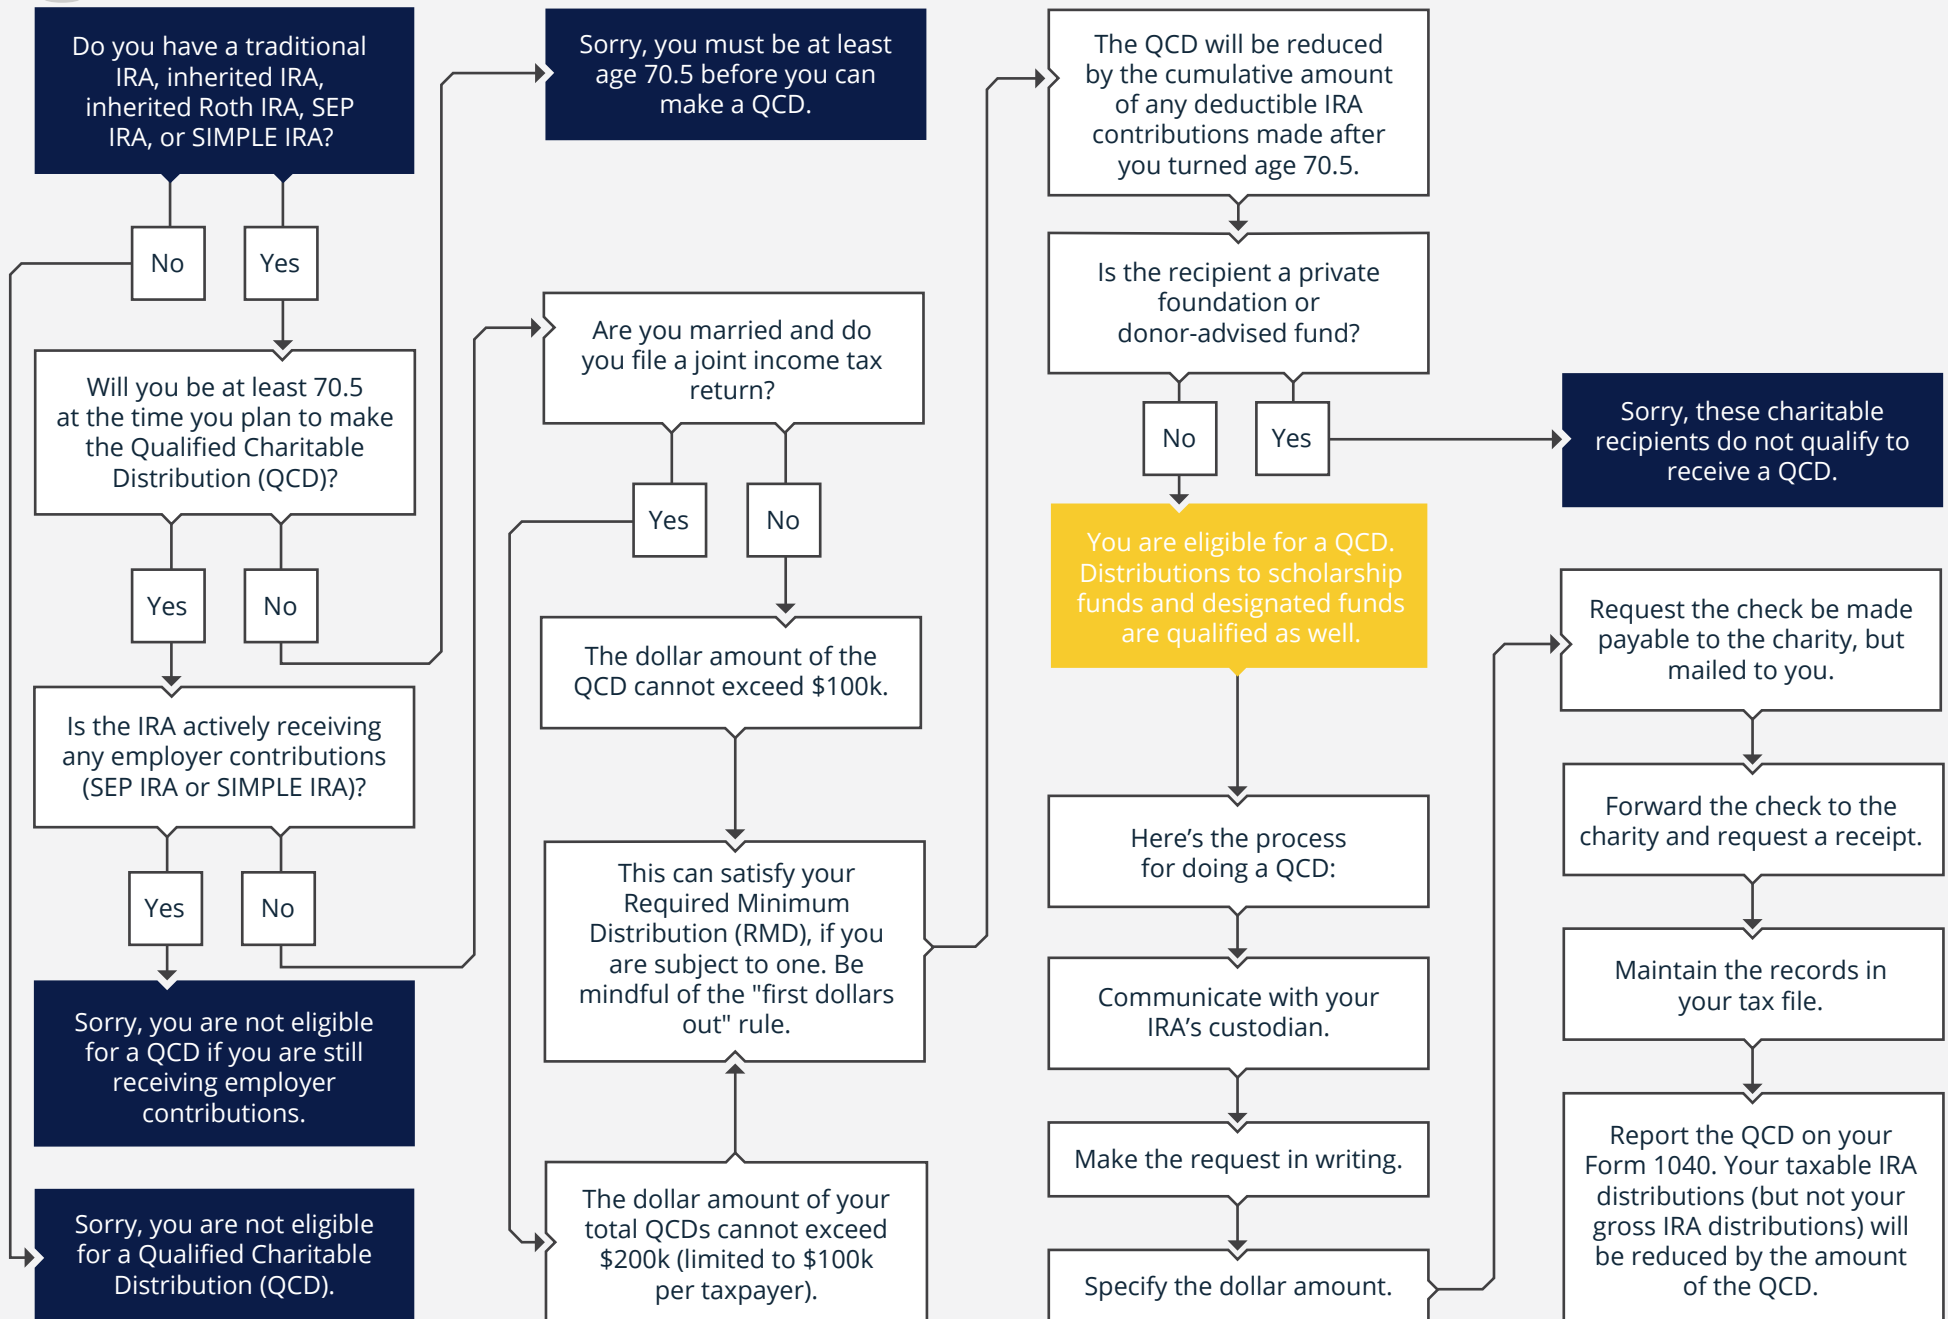 Do you have a traditional
IRA, inherited IRA,
inherited Roth IRA, SEP
IRA, or SIMPLE IRA?
No
Yes
Will you be at least 70.5
at the time you plan to make
the Qualified Charitable
Distribution (QCD)?
Yes
No
Is the IRA actively receiving
any employer contributions
(SEP IRA or SIMPLE IRA)?
Yes
No
Sorry, you are not eligible
for a QCD if you are still
receiving employer
contributions.
Sorry, you are not eligible
for a Qualified Charitable
Distribution (QCD).
Sorry, you must be at least
age 70.5 before you can
make a QCD.
Are you married and do
you file a joint income tax
return?
Yes
No
The dollar amount of the
QCD cannot exceed $100k.
This can satisfy your
Required Minimum
Distribution (RMD), if you
are subject to one. Be
mindful of the "first dollars
out" rule.
The dollar amount of your
total QCDs cannot exceed
$200k (limited to $100k
per taxpayer).
The QCD will be reduced
by the cumulative amount
of any deductible IRA
contributions made after
you turned age 70.5.
Is the recipient a private
foundation or
donor-advised fund?
No
Yes
You are eligible for a QCD.
Distributions to scholarship
funds and designated funds
are qualified as well.
Here’s the process
for doing a QCD:
Communicate with your
IRA’s custodian.
Make the request in writing.
Specify the dollar amount.
Sorry, these charitable
recipients do not qualify to
receive a QCD.
Request the check be made
payable to the charity, but
mailed to you.
Forward the check to the
charity and request a receipt.
Maintain the records in
your tax file.
Report the QCD on your
Form 1040. Your taxable IRA
distributions (but not your
gross IRA distributions) will
be reduced by the amount
of the QCD.